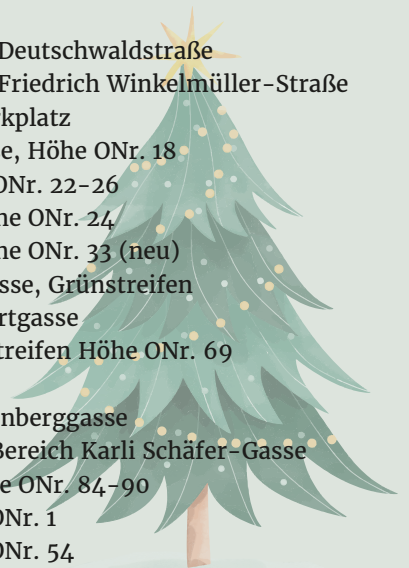 Deutschwaldstraße
Friedrich Winkelmüller-Straße
kplatz
e, Höhe ONr. 18
ONr. 22-26
he ONr. 24
he ONr. 33 (neu)
sse, Grünstreifen
rtgasse
treifen Höhe ONr. 69
nberggasse
Bereich Karli Schäfer-Gasse
e ONr. 84-90
ONr. 1
ONr. 54